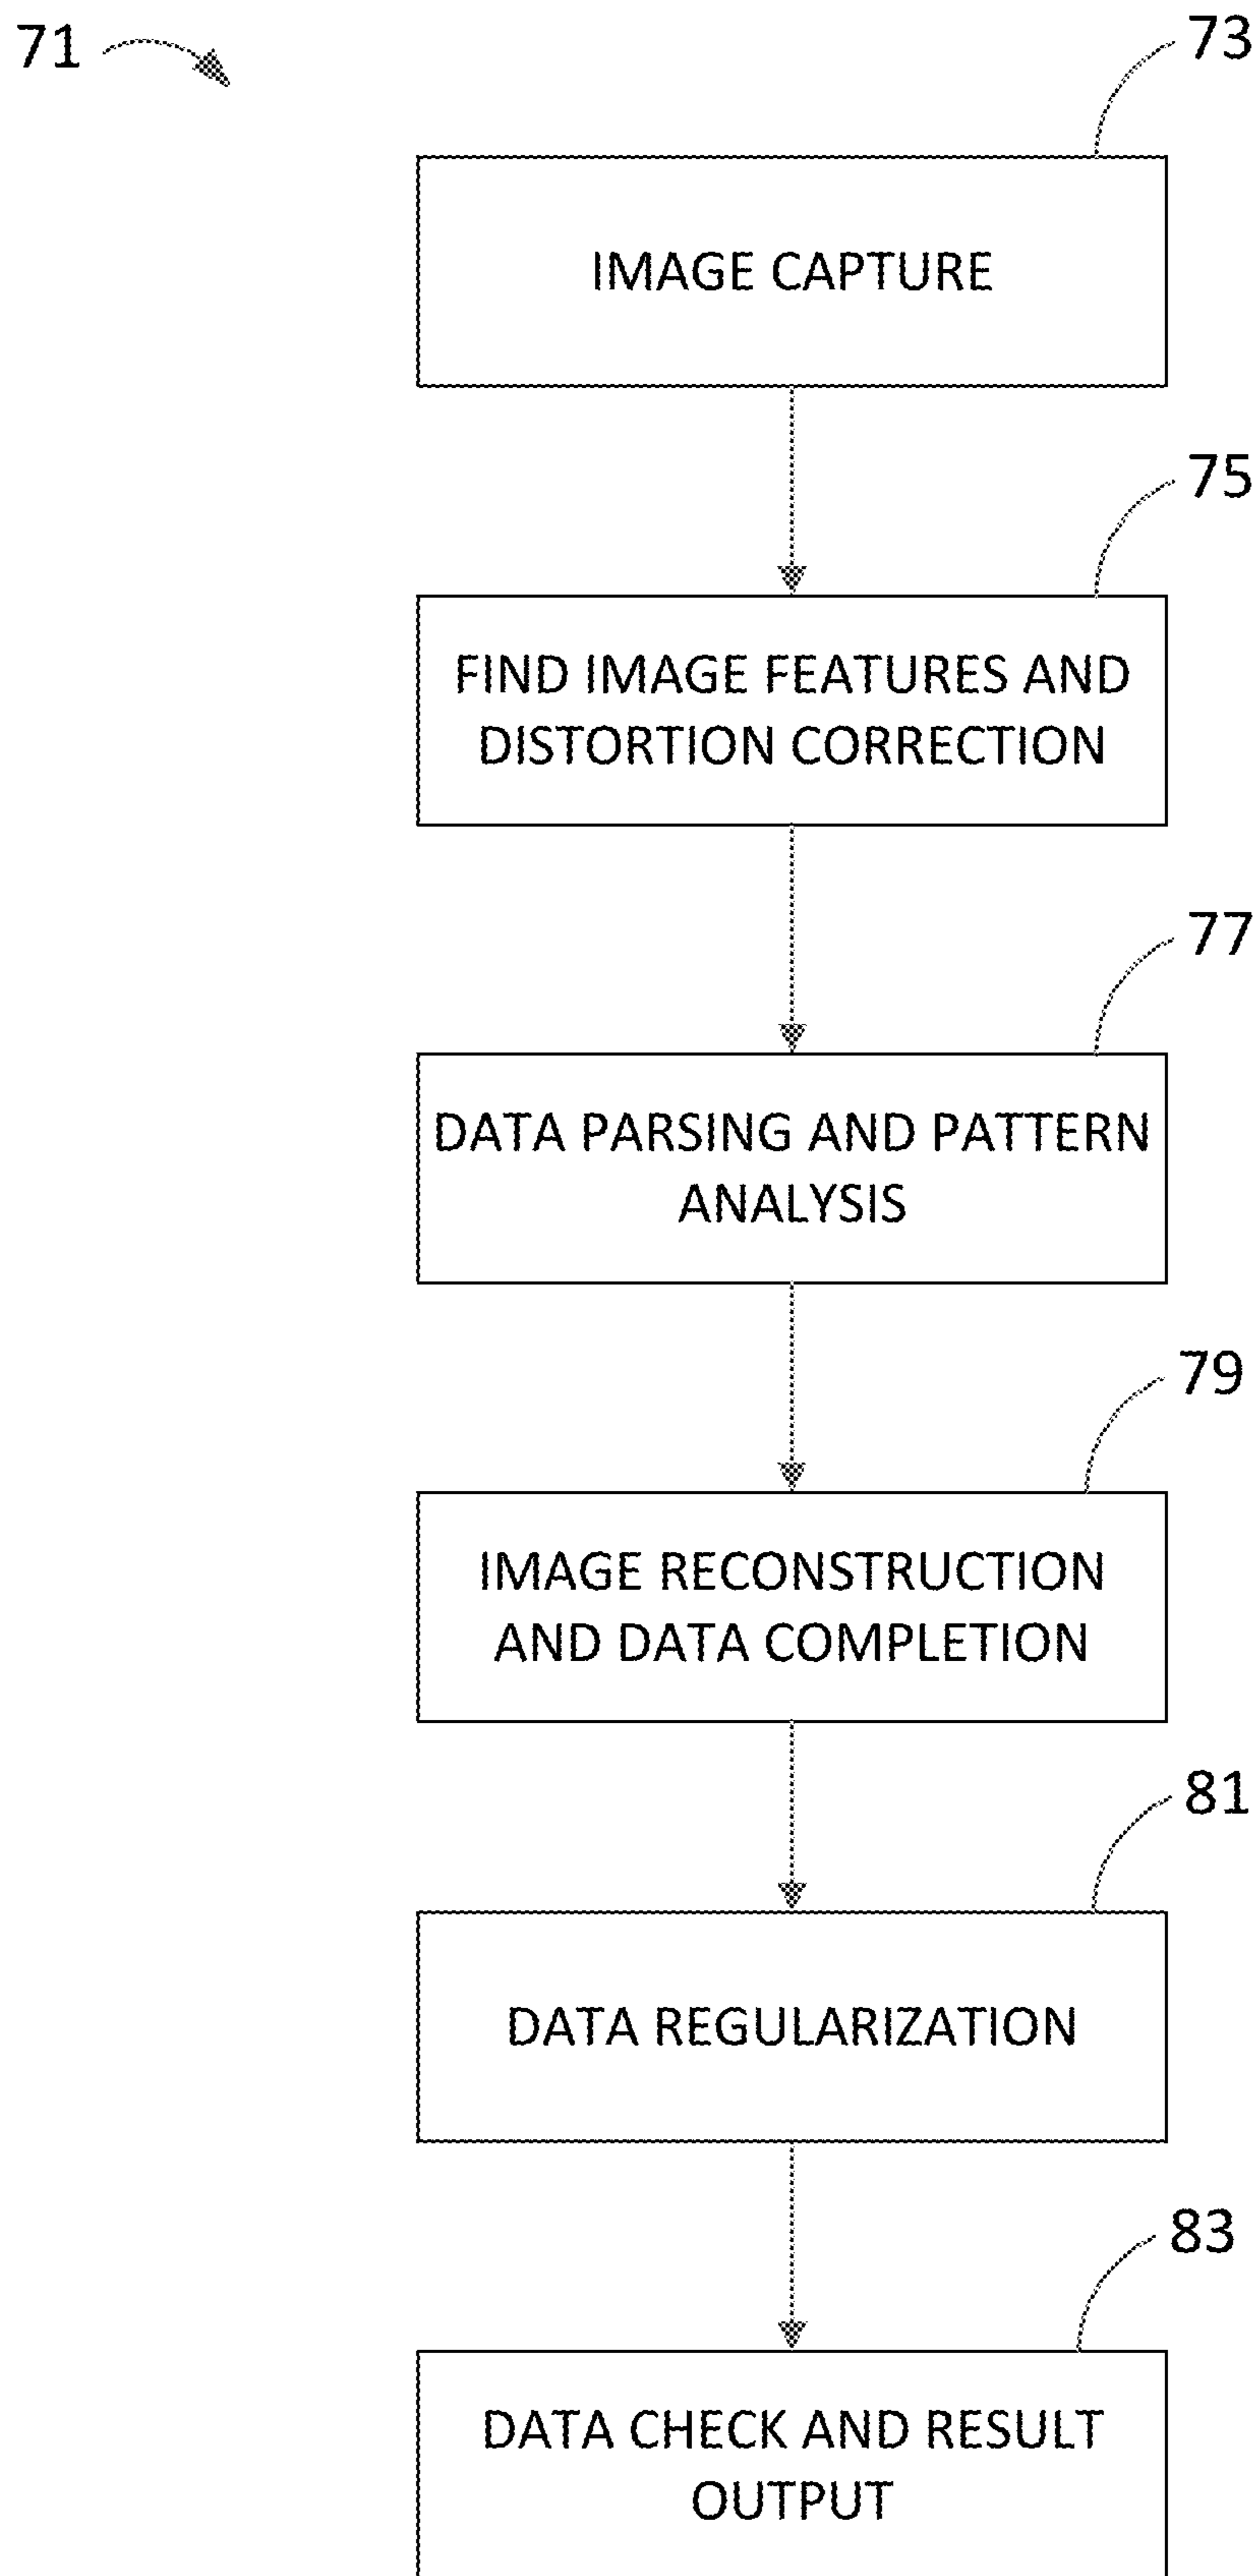 71
73
IMAGE CAPTURE
75
FIND IMAGE FEATURES AND
DISTORTION CORRECTION
77
DATA PARSING AND PATTERN
ANALYSIS
79
IMAGE RECONSTRUCTION
AND DATA COMPLETION
81
DATA REGULARIZATION
83
DATA CHECK AND RESULT
OUTPUT